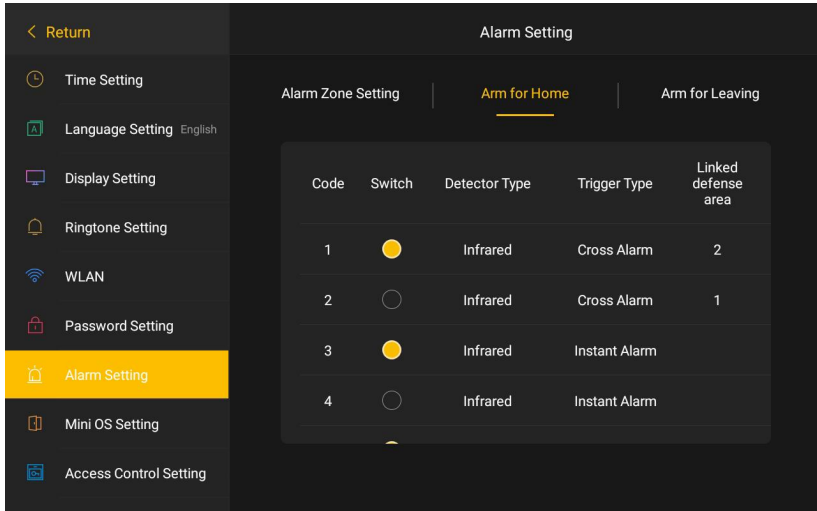 Return
Alarm Setting
Time Setting
Language Setting English
Display Setting
Ringtone Setting
WLAN
Password Setting
Alarm Setting
Mini OS Setting
Access Control Setting
Alarm Zone Setting
Arm for Home
Arm for Leaving
Code Switch Detector Type Trigger Type Linked
defense
area
1 Infrared Cross Alarm 2
2 Infrared Cross Alarm 1
3 Infrared Instant Alarm
4 Infrared Instant Alarm